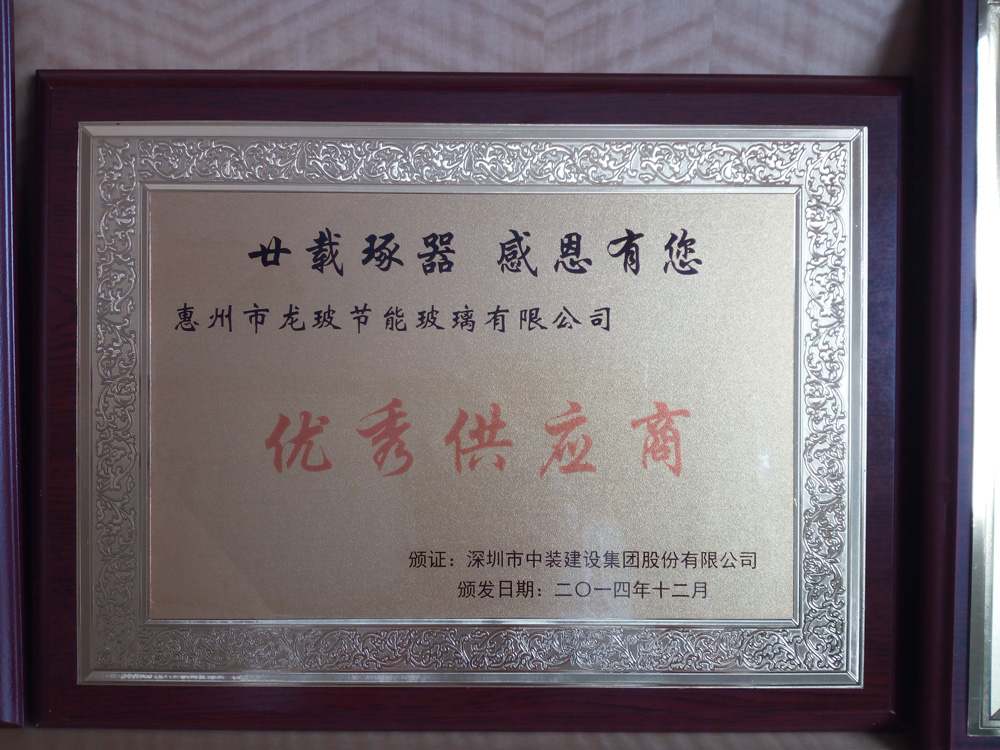 廿载琢器 感恩有您
惠州市龙玻节能玻璃有限公司
优秀供应商
颁证：深圳市中装建设集团股份有限公司
颁发日期：二〇一四年十二月